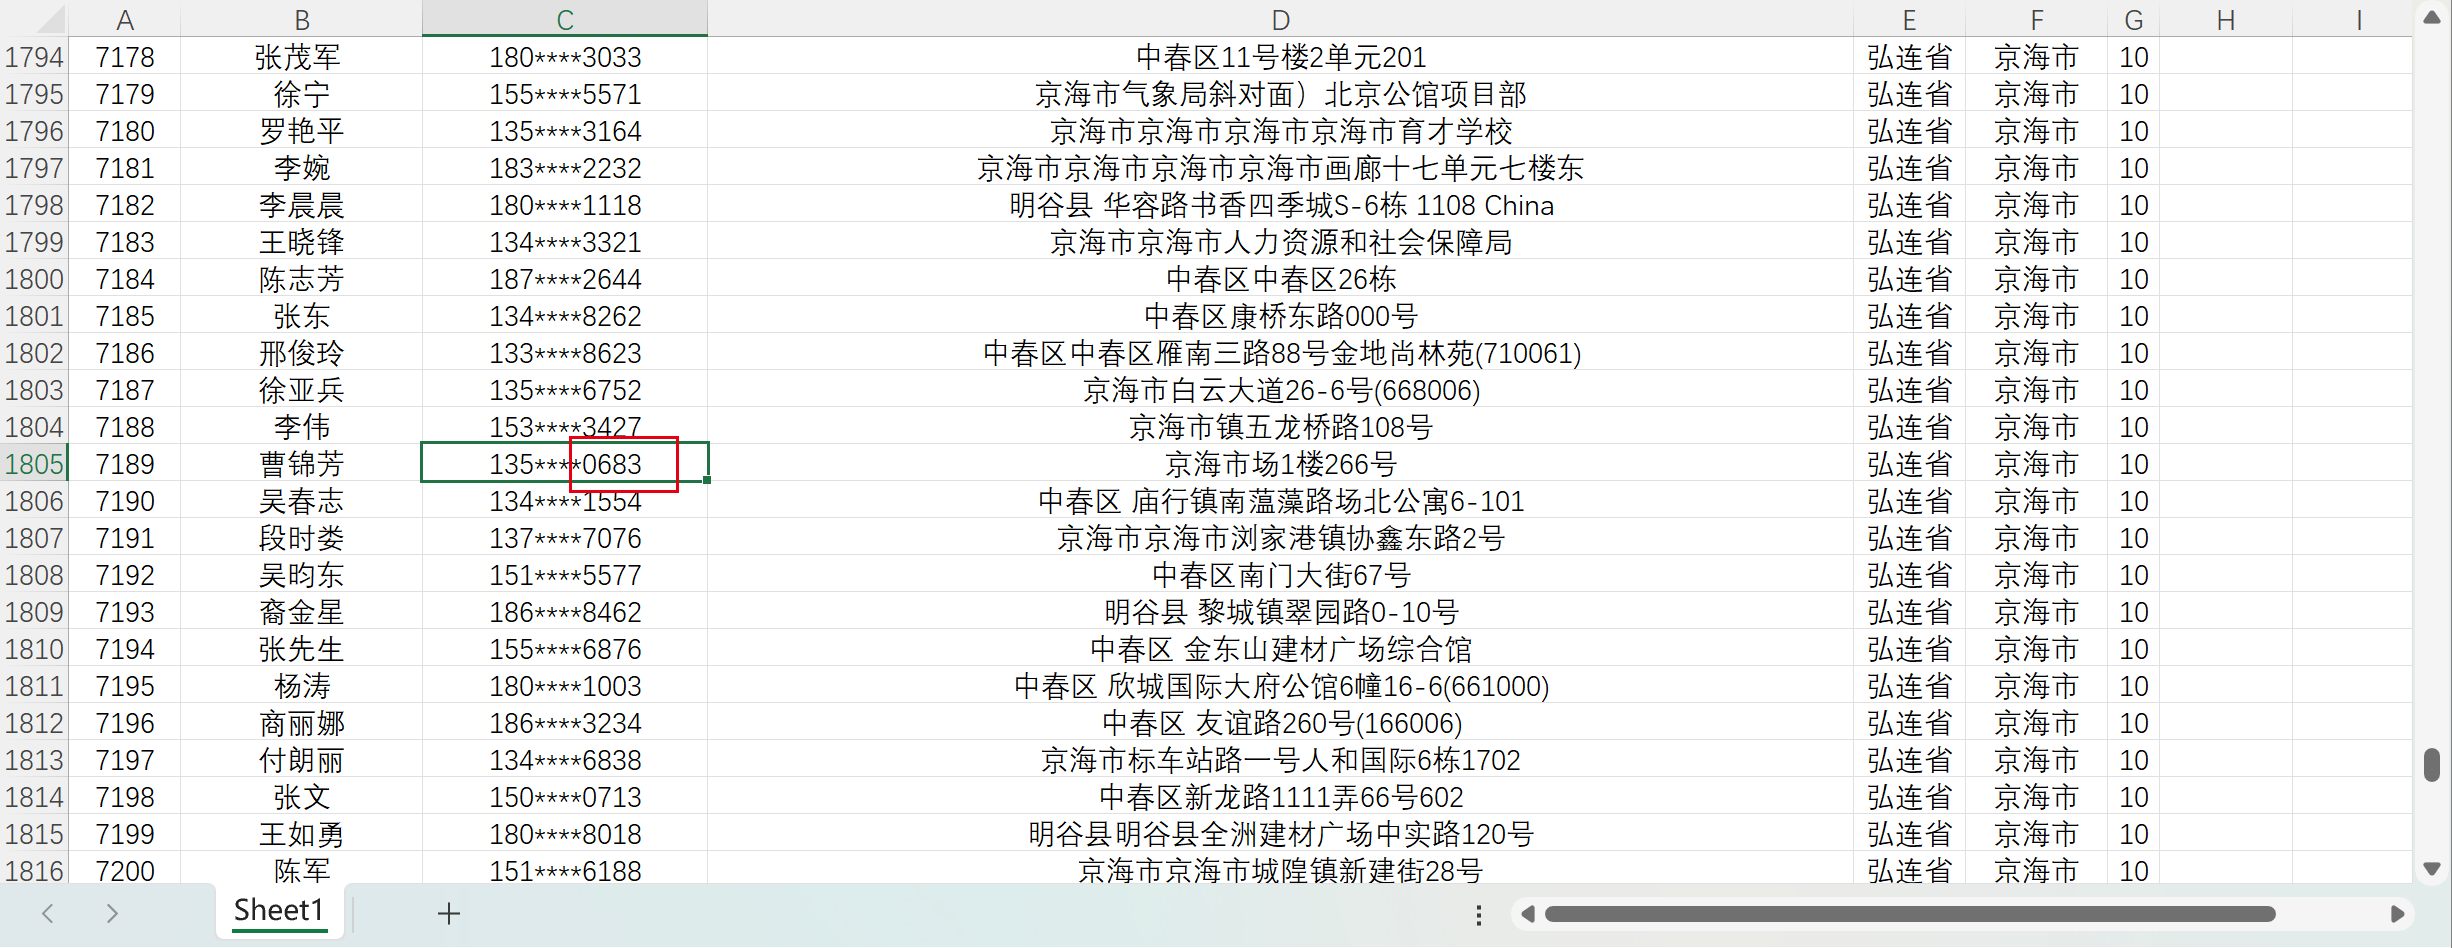 A B C D E F G H I
1794 7178 张茂军 180****3033 中春区11号楼2单元201 弘连省 京海市 10
1795 7179 徐宁 155****5571 京海市气象局斜对面）北京公馆项目部 弘连省 京海市 10
1796 7180 罗艳平 135****3164 京海市京海市京海市京海市育才学校 弘连省 京海市 10
1797 7181 李婉 183****2232 京海市京海市京海市京海市画廊十七单元七楼东 弘连省 京海市 10
1798 7182 李晨晨 180****1118 明谷县 华容路书香四季城S-6栋 1108 China 弘连省 京海市 10
1799 7183 王晓锋 134****3321 京海市京海市人力资源和社会保障局 弘连省 京海市 10
1800 7184 陈志芳 187****2644 中春区中春区26栋 弘连省 京海市 10
1801 7185 张东 134****8262 中春区康桥东路000号 弘连省 京海市 10
1802 7186 邢俊玲 133****8623 中春区中春区雁南三路88号金地尚林苑(710061) 弘连省 京海市 10
1803 7187 徐亚兵 135****6752 京海市白云大道26-6号(668006) 弘连省 京海市 10
1804 7188 李伟 153****3427 京海市镇五龙桥路108号 弘连省 京海市 10
1805 7189 曹锦芳 135****0683 京海市场1楼266号 弘连省 京海市 10
1806 7190 吴春志 134****1554 中春区 庙行镇南蕰藻路场北公寓6-101 弘连省 京海市 10
1807 7191 段时娄 137****7076 京海市京海市浏家港镇协鑫东路2号 弘连省 京海市 10
1808 7192 吴昀东 151****5577 中春区南门大街67号 弘连省 京海市 10
1809 7193 裔金星 186****8462 明谷县 黎城镇翠园路0-10号 弘连省 京海市 10
1810 7194 张先生 155****6876 中春区 金东山建材广场综合馆 弘连省 京海市 10
1811 7195 杨涛 180****1003 中春区 欣城国际大府公馆6幢16-6(661000) 弘连省 京海市 10
1812 7196 商丽娜 186****3234 中春区 友谊路260号(166006) 弘连省 京海市 10
1813 7197 付朗丽 134****6838 京海市标车站路一号人和国际6栋1702 弘连省 京海市 10
1814 7198 张文 150****0713 中春区新龙路1111弄66号602 弘连省 京海市 10
1815 7199 王如勇 180****8018 明谷县明谷县全洲建材广场中实路120号 弘连省 京海市 10
1816 7200 陈军 151****6188 京海市京海市城隍镇新建街28号 弘连省 京海市 10
Sheet1